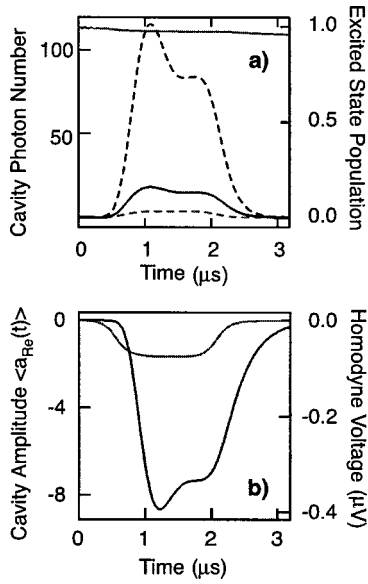 Cavity Photon Number
100
50
a)
1.0
0.5
0.0
Excited State Population
0 1 2 3
Time (μs)
Cavity Amplitude <aRe(t)>
0
-4
-8
b)
0.0
-0.2
-0.4
Homodyne Voltage (μV)
0 1 2 3
Time (μs)